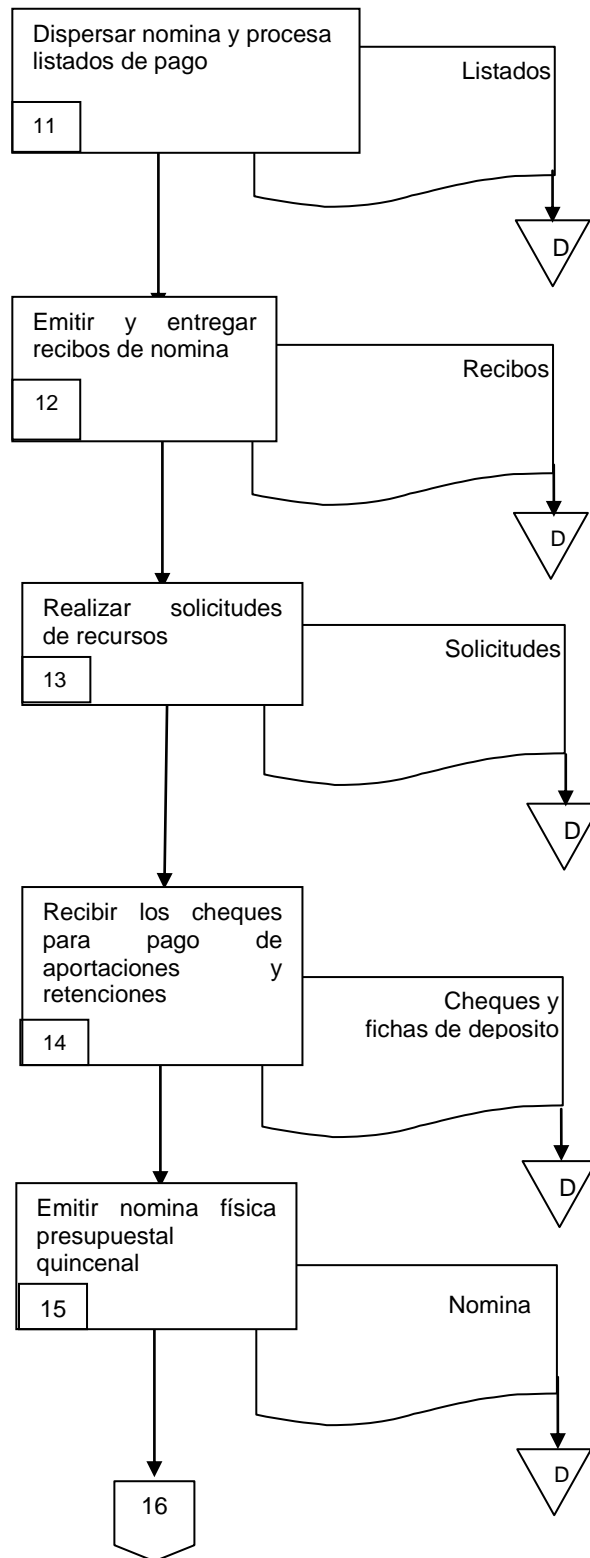 Dispersar nomina y procesa
listados de pago
11
Listados
D
Emitir y entregar
recibos de nomina
12
Recibos
D
Realizar solicitudes
de recursos
13
Solicitudes
D
Recibir los cheques
para pago de
aportaciones y
retenciones
14
Cheques y
fichas de deposito
D
Emitir nomina física
presupuestal
quincenal
15
Nomina
D
16